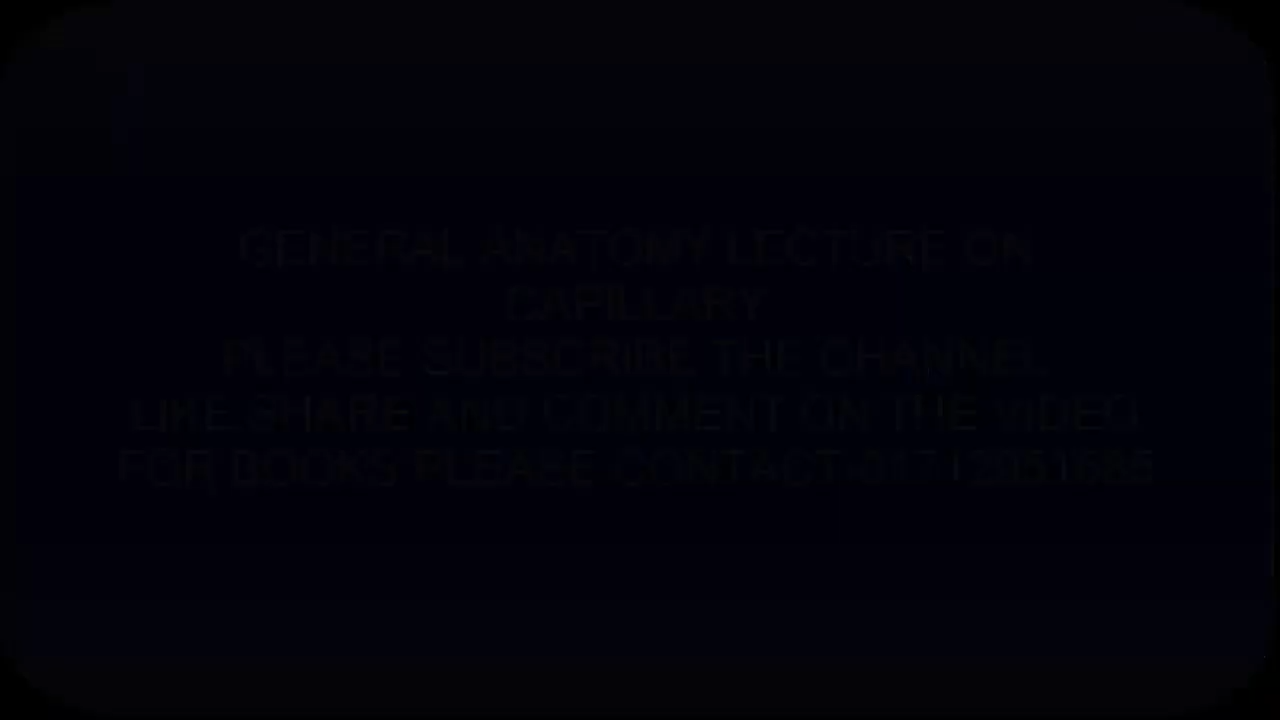 GENERAL ANATOMY LECTURE ON
CAPILLARY
PLEASE SUBSCRIBE THE CHANNEL
LIKE SHARE AND COMMENT ON THE VIDEO
FOR BOOKS PLEASE CONTACT